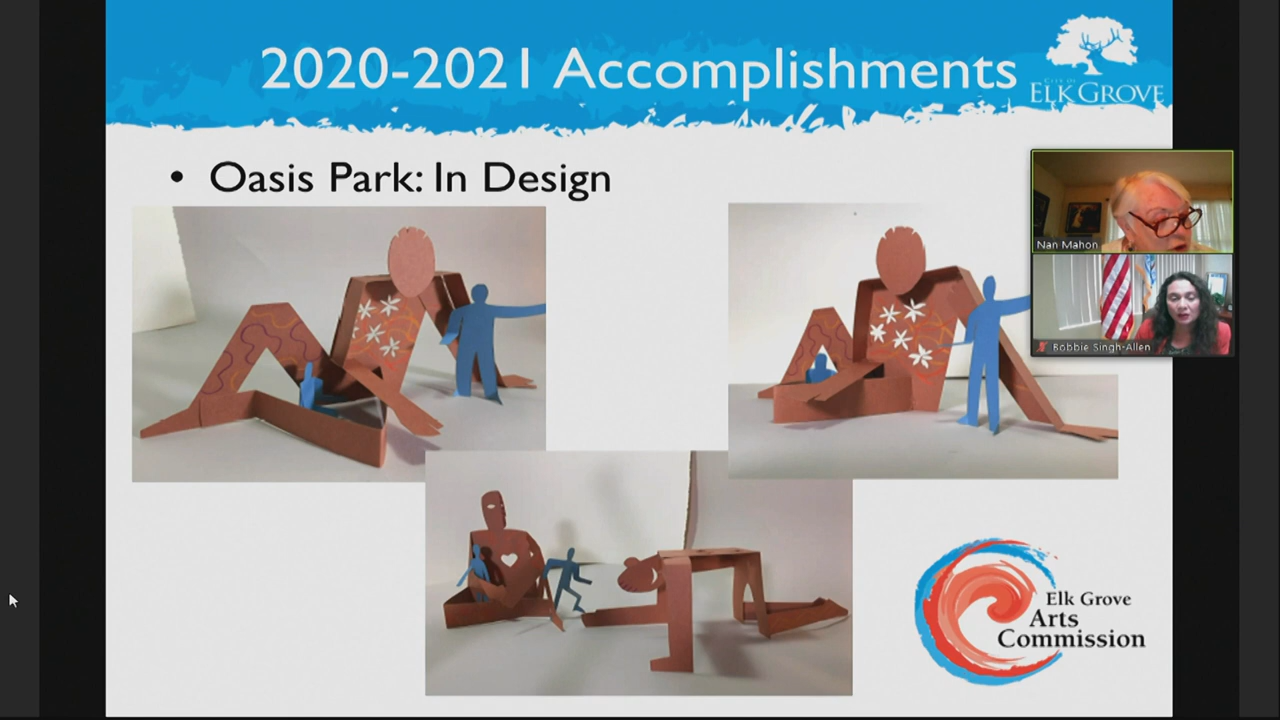 2020-2021 Accomplishments
CITY OF
ELK GROVE
• Oasis Park: In Design
Nan Mahon
Bobbie Singh-Allen
Elk Grove
Arts
Commission